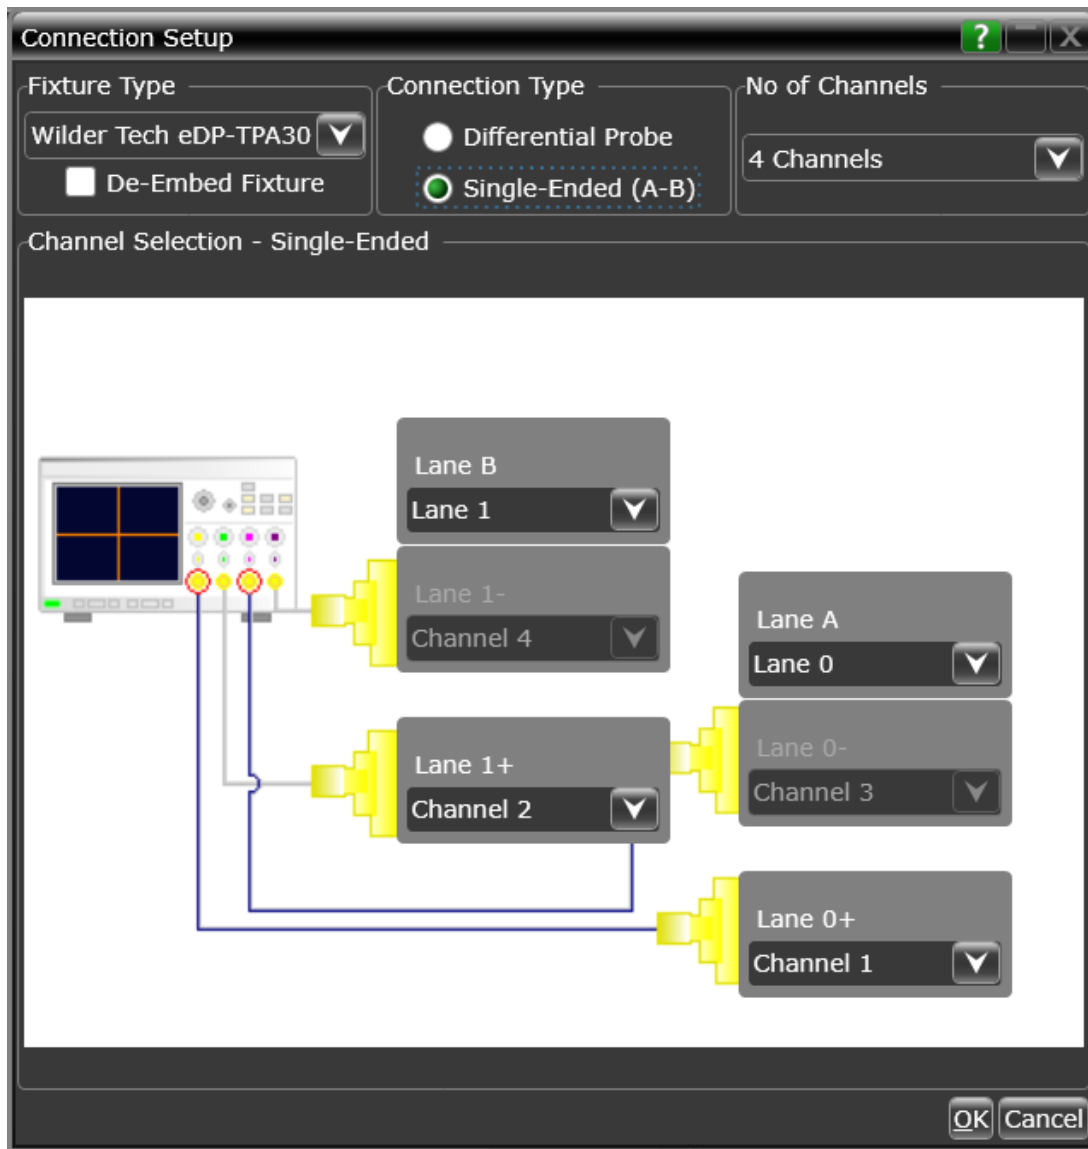 Connection Setup
?
X
Fixture Type
Wilder Tech eDP-TPA30
De-Embed Fixture
Connection Type
Differential Probe
Single-Ended (A-B)
No of Channels
4 Channels
Channel Selection - Single-Ended
Lane B
Lane 1
Lane 1-
Channel 4
Lane 1+
Channel 2
Lane A
Lane 0
Lane 0-
Channel 3
Lane 0+
Channel 1
OK
Cancel